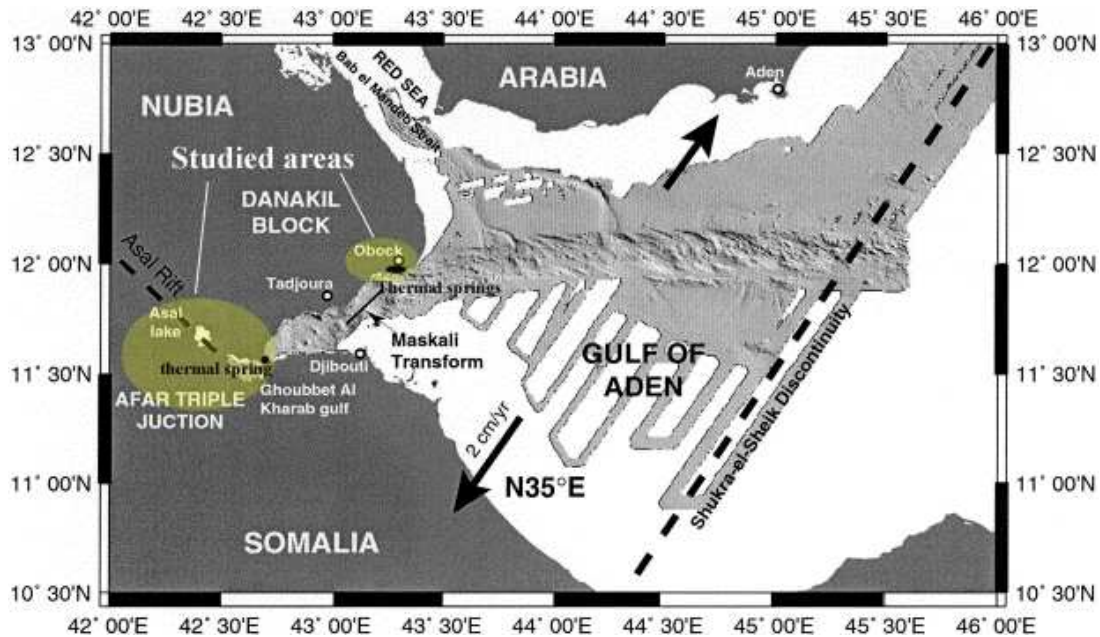 42° 00'E 42° 30'E 43° 00'E 43° 30'E 44° 00'E 44° 30'E 45° 00'E 45° 30'E 46° 00'E
13° 00'N
13° 00'N
RED SEA
Bab el Mandeb Strait
ARABIA
Aden
NUBIA
12° 30'N
12° 30'N
Studied areas
DANAKIL
BLOCK
Obock
12° 00'N
12° 00'N
Asal Rift
Tadjoura
Thermal springs
Asal
lake
Maskali
Transform
thermal spring
Djibouti
GULF OF
ADEN
11° 30'N
11° 30'N
AFAR TRIPLE
JUCTION
Ghoubbet Al
Kharab gulf
2 cm/yr
N35°E
Shukra-el-Sheik Discontinuity
11° 00'N
11° 00'N
SOMALIA
10° 30'N
10° 30'N
42° 00'E 42° 30'E 43° 00'E 43° 30'E 44° 00'E 44° 30'E 45° 00'E 45° 30'E 46° 00'E